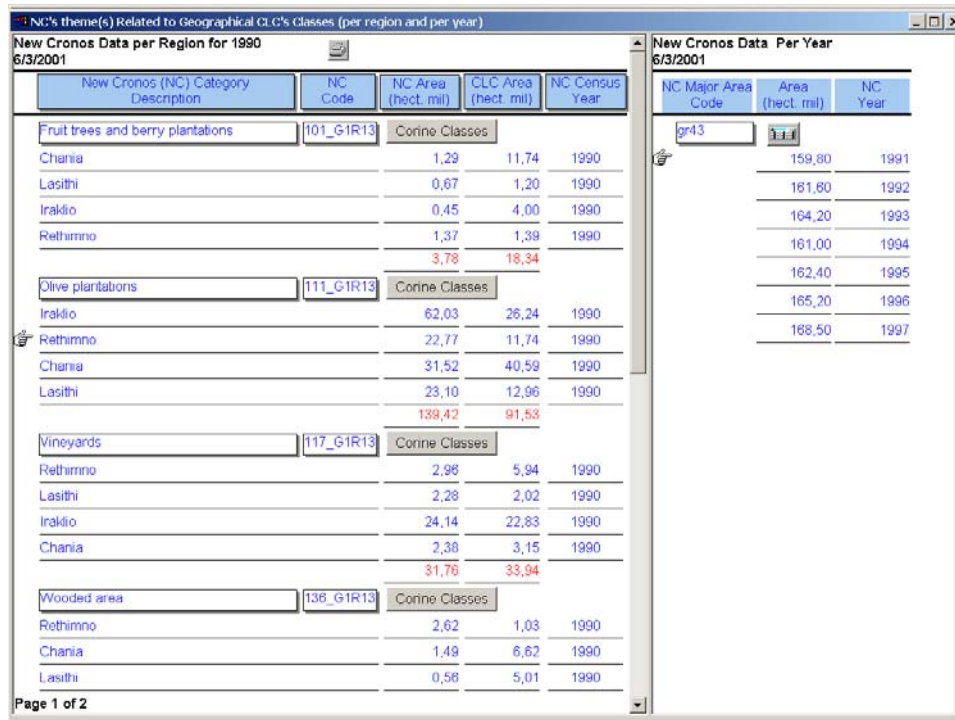 NC's theme(s) Related to Geographical CLC's Classes (per region and per year)
New Cronos Data per Region for 1990
6/3/2001
New Cronos (NC) Category Description NC Code NC Area (hect. mil) CLC Area (hect. mil) NC Census Year
Fruit trees and berry plantations 101_G1R13 Corine Classes
Chania 1,29 11,74 1990
Lasithi 0,67 1,20 1990
Iraklio 0,45 4,00 1990
Rethimno 1,37 1,39 1990
3,78 18,34
Olive plantations 111_G1R13 Corine Classes
Iraklio 62,03 26,24 1990
Rethimno 22,77 11,74 1990
Chania 31,52 40,59 1990
Lasithi 23,10 12,96 1990
139,42 91,53
Vineyards 117_G1R13 Corine Classes
Rethimno 2,96 5,94 1990
Lasithi 2,28 2,02 1990
Iraklio 24,14 22,83 1990
Chania 2,38 3,15 1990
31,76 33,94
Wooded area 136_G1R13 Corine Classes
Rethimno 2,62 1,03 1990
Chania 1,49 6,62 1990
Lasithi 0,56 5,01 1990
Page 1 of 2
New Cronos Data Per Year
6/3/2001
NC Major Area Code Area (hect. mil) NC Year
gr43
159,80 1991
161,60 1992
164,20 1993
161,00 1994
162,40 1995
165,20 1996
168,50 1997